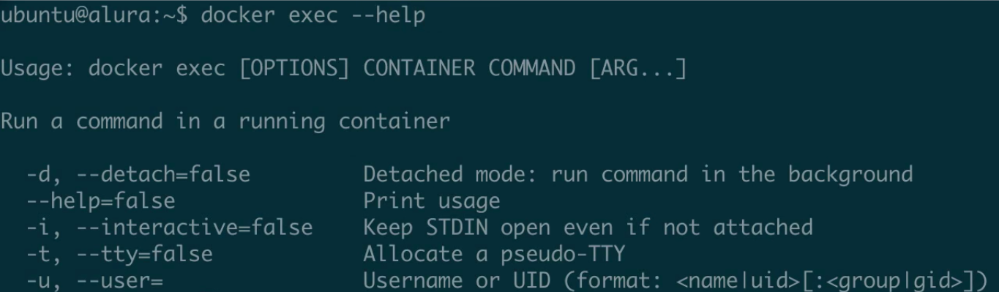 ubuntu@alura:~$ docker exec --help
Usage: docker exec [OPTIONS] CONTAINER COMMAND [ARG...]
Run a command in a running container
-d, --detach=false Detached mode: run command in the background
--help=false Print usage
-i, --interactive=false Keep STDIN open even if not attached
-t, --tty=false Allocate a pseudo-TTY
-u, --user= Username or UID (format: <name|uid>[:<group|gid>])